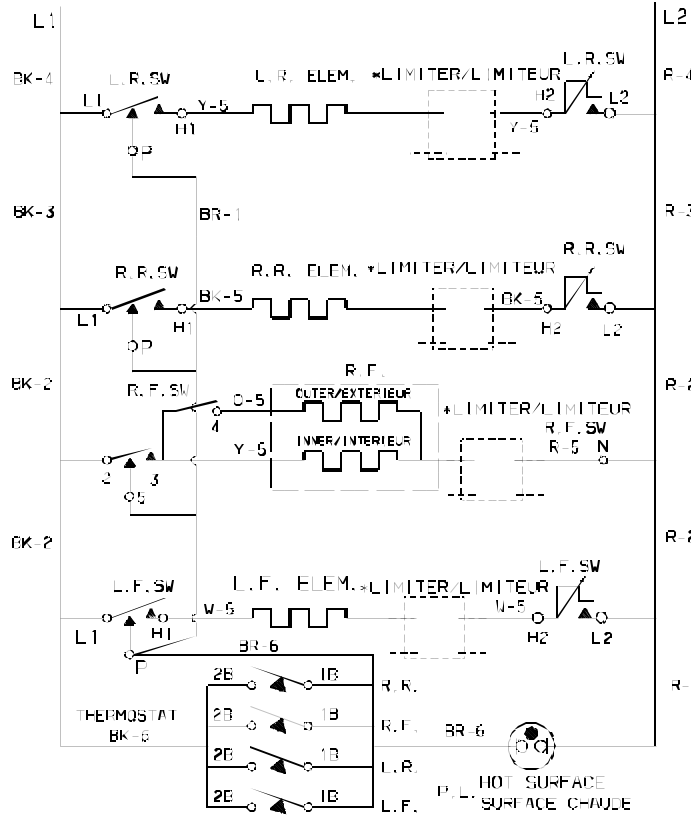 L1 L2
BK-4 L.R.SW L.R. ELEM. *LIMITER/LIMITEUR L.R.SW R-4
L1 H1 Y-5 Y-5 H2 L2
P
BK-3 BR-1 R-3
R.R.SW R.R. ELEM. *LIMITER/LIMITEUR R.R.SW
L1 H1 BK-5 BK-5 H2 L2
P
BK-2 R.F. R-2
R.F.SW O-5 OUTER/EXTERIEUR *LIMITER/LIMITEUR
4 R.F.SW
2 3 Y-5 INNER/INTERIEUR R-5 N
5
BK-2 R-2
L.F.SW L.F. ELEM. *LIMITER/LIMITEUR L.F.SW
L1 H1 W-5 W-5 H2 L2
P BR-6
2B 1B R.R. R-
THERMOSTAT 2B 1B R.F. BR-6
BK-6
2B 1B L.R.
P.L. HOT SURFACE
2B 1B L.F. SURFACE CHAUDE